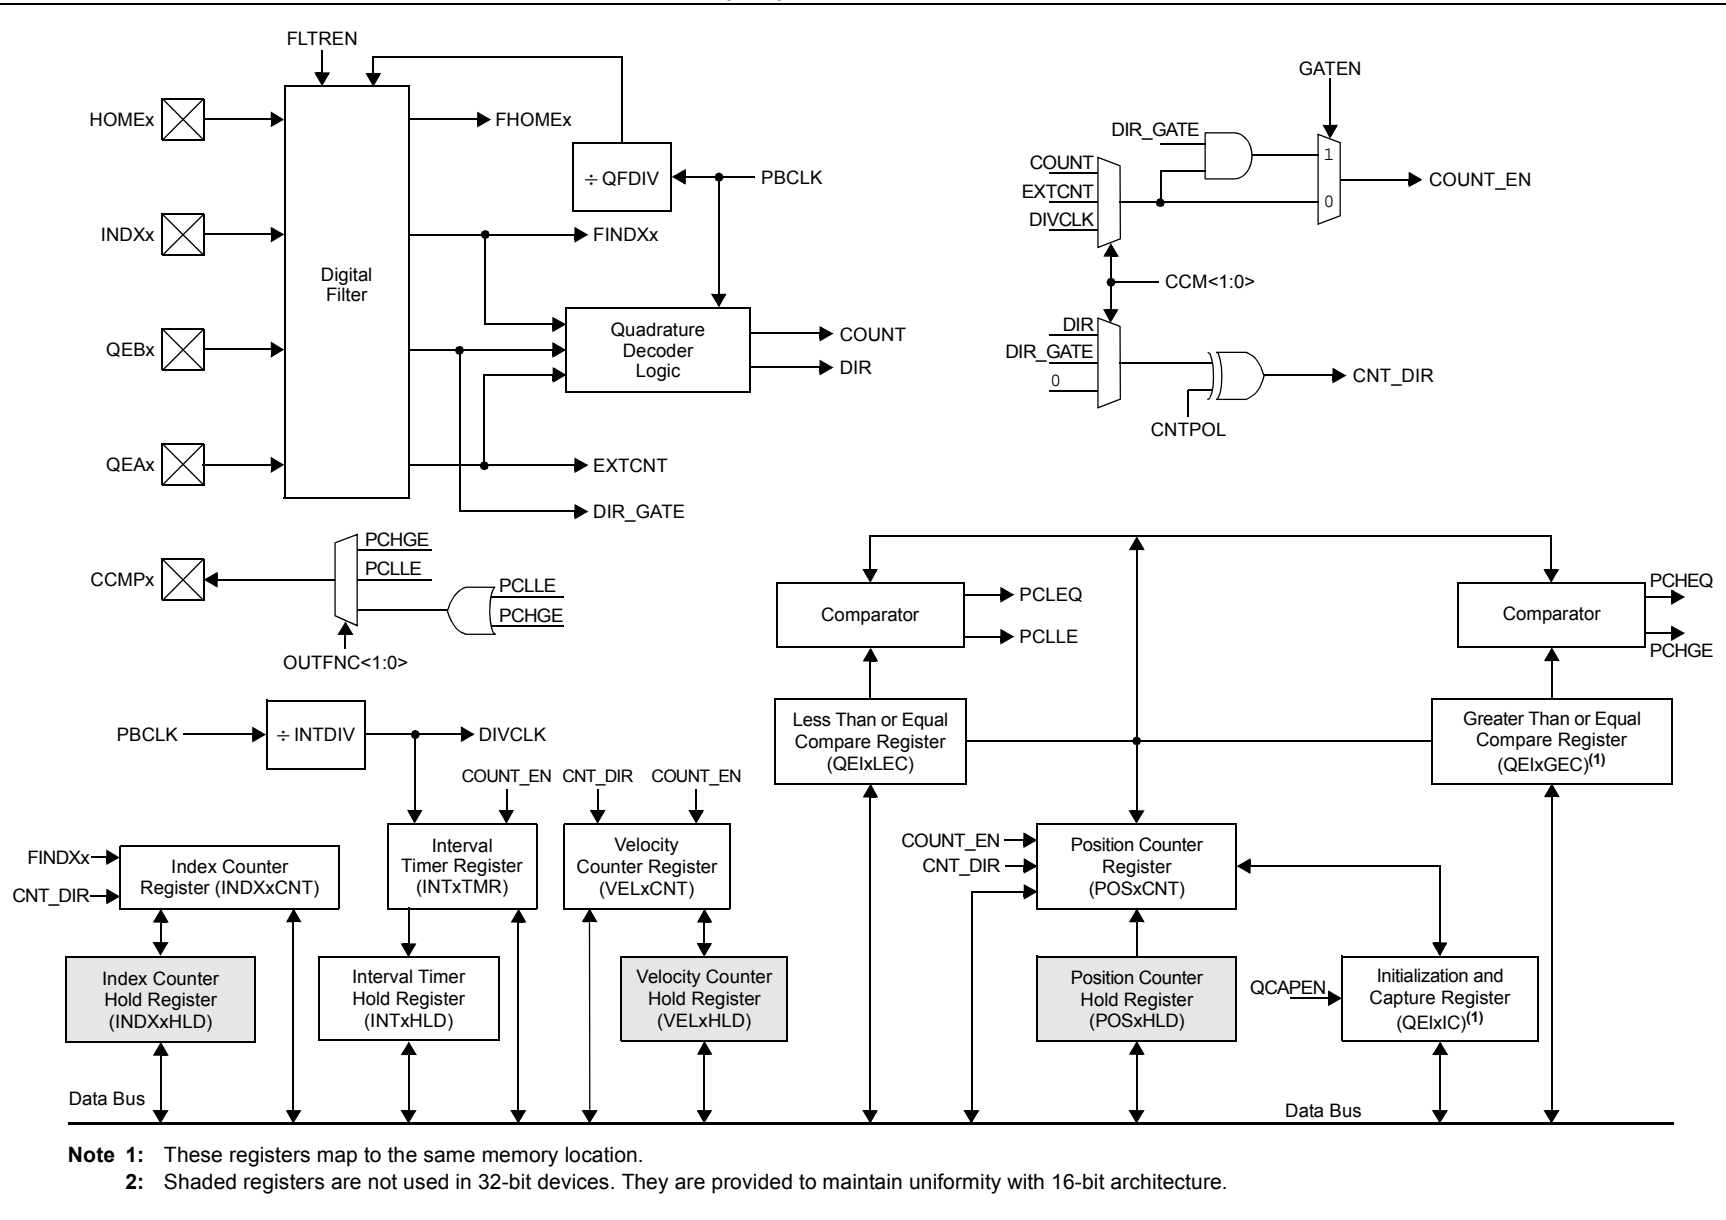 FLTREN
HOMEx
FHOMEx
÷ QFDIV
PBCLK
INDXx
FINDXx
Digital
Filter
QEBx
Quadrature
Decoder
Logic
COUNT
DIR
QEAx
EXTCNT
DIR_GATE
GATEN
DIR_GATE
COUNT
EXTCNT
DIVCLK
1
0
COUNT_EN
CCM<1:0>
DIR
DIR_GATE
0
CNT_DIR
CNTPOL
CCMPx
PCHGE
PCLLE
PCLLE
PCHGE
OUTFNC<1:0>
Comparator
PCLEQ
PCLLE
Comparator
PCHEQ
PCHGE
PBCLK
÷ INTDIV
DIVCLK
Less Than or Equal
Compare Register
(QEIxLEC)
Greater Than or Equal
Compare Register
(QEIxGEC)(1)
COUNT_EN
CNT_DIR
COUNT_EN
FINDXx
CNT_DIR
Index Counter
Register (INDXxCNT)
Interval
Timer Register
(INTxTMR)
Velocity
Counter Register
(VELxCNT)
COUNT_EN
CNT_DIR
Position Counter
Register
(POSxCNT)
Index Counter
Hold Register
(INDXxHLD)
Interval Timer
Hold Register
(INTxHLD)
Velocity Counter
Hold Register
(VELxHLD)
Position Counter
Hold Register
(POSxHLD)
QCAPEN
Initialization and
Capture Register
(QEIxIC)(1)
Data Bus
Data Bus
Note 1: These registers map to the same memory location.
2: Shaded registers are not used in 32-bit devices. They are provided to maintain uniformity with 16-bit architecture.